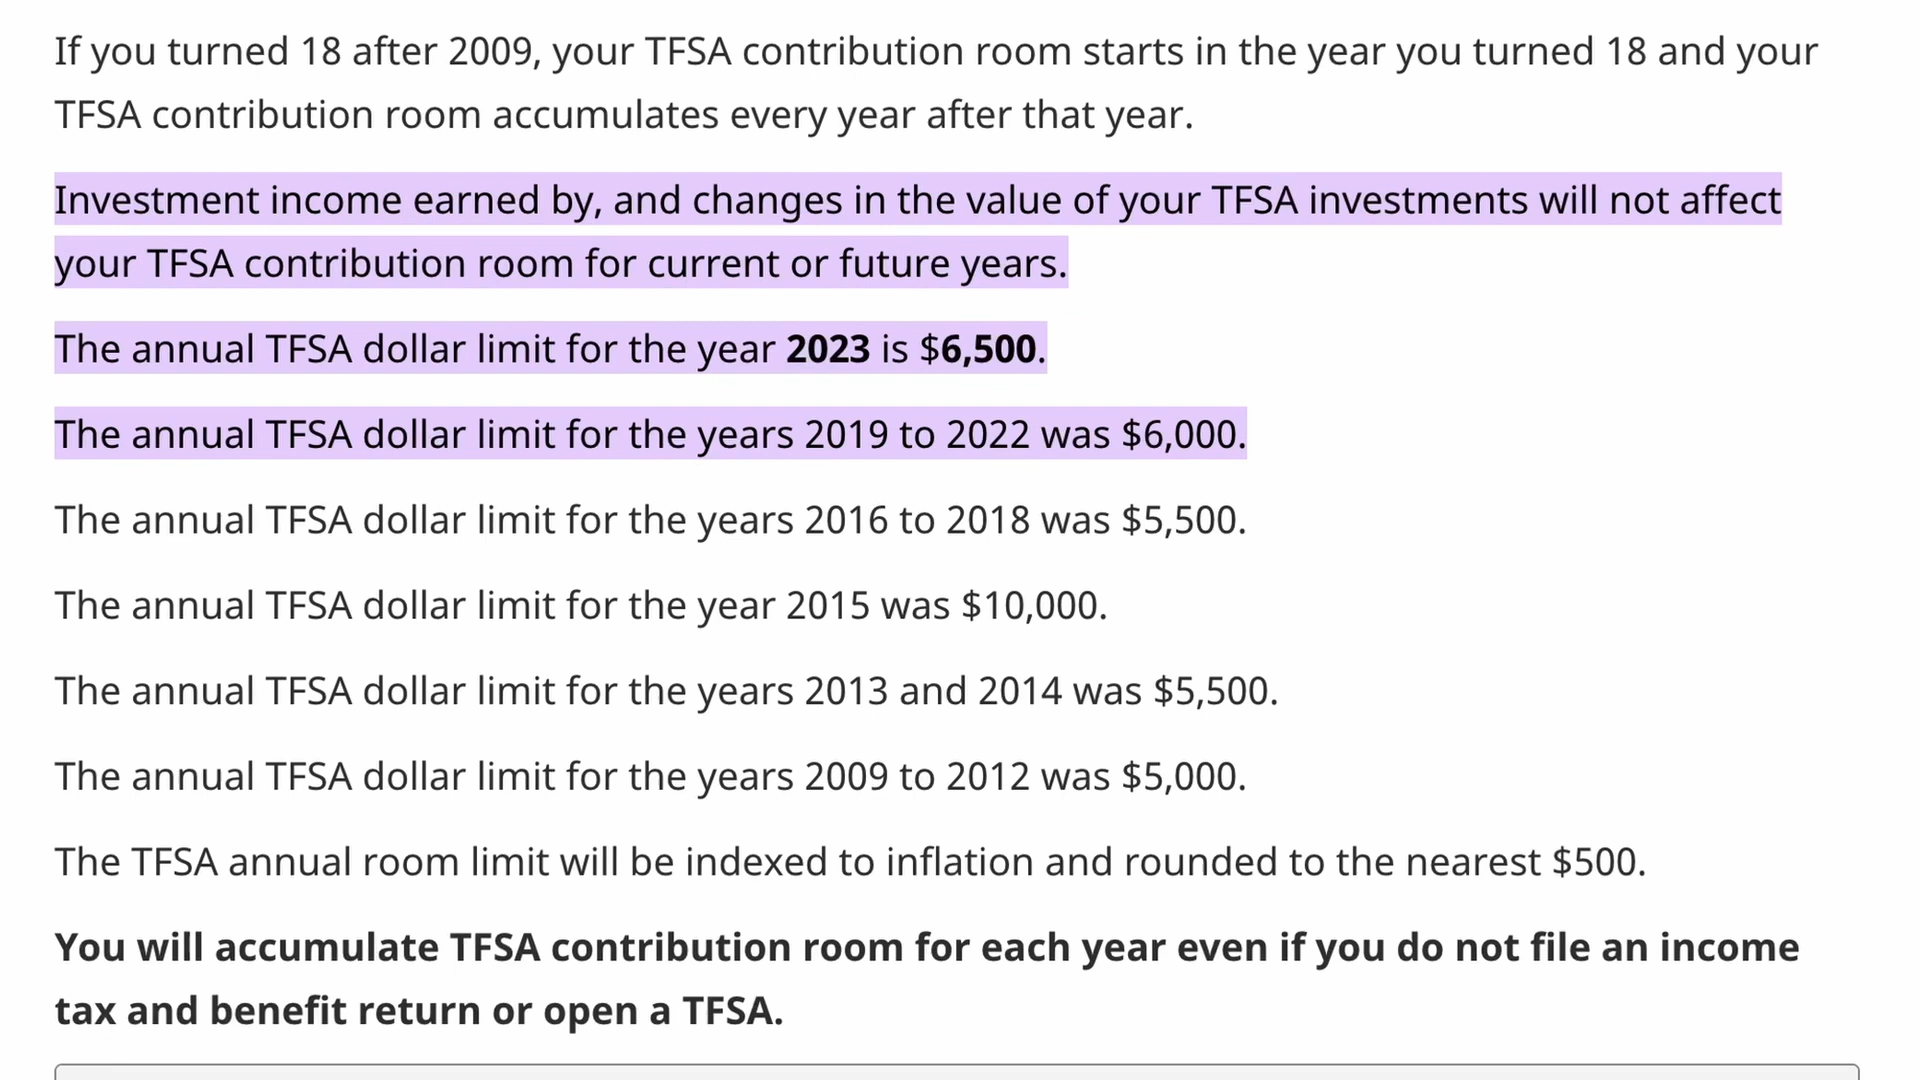 If you turned 18 after 2009, your TFSA contribution room starts in the year you turned 18 and your
TFSA contribution room accumulates every year after that year.
Investment income earned by, and changes in the value of your TFSA investments will not affect
your TFSA contribution room for current or future years.
The annual TFSA dollar limit for the year 2023 is $6,500.
The annual TFSA dollar limit for the years 2019 to 2022 was $6,000.
The annual TFSA dollar limit for the years 2016 to 2018 was $5,500.
The annual TFSA dollar limit for the year 2015 was $10,000.
The annual TFSA dollar limit for the years 2013 and 2014 was $5,500.
The annual TFSA dollar limit for the years 2009 to 2012 was $5,000.
The TFSA annual room limit will be indexed to inflation and rounded to the nearest $500.
You will accumulate TFSA contribution room for each year even if you do not file an income
tax and benefit return or open a TFSA.